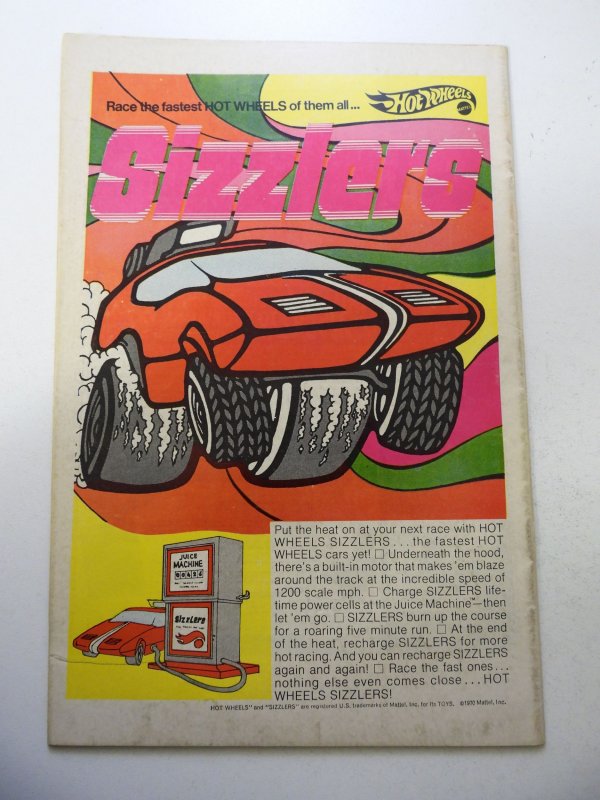 Race the fastest HOT WHEELS of them all...
Hot Wheels
MATTEL
Sizzlers
JUICE
MACHINE
Sizzlers
Put the heat on at your next race with HOT
WHEELS SIZZLERS . . . the fastest HOT
WHEELS cars yet! □ Underneath the hood,
there's a built-in motor that makes 'em blaze
around the track at the incredible speed of
1200 scale mph. □ Charge SIZZLERS life-
time power cells at the Juice Machine™—then
let 'em go. □ SIZZLERS burn up the course
for a roaring five minute run. □ At the end
of the heat, recharge SIZZLERS for more
hot racing. And you can recharge SIZZLERS
again and again! □ Race the fast ones...
nothing else even comes close...HOT
WHEELS SIZZLERS!
HOT WHEELS" and "SIZZLERS" are registered U.S. trademarks of Mattel, Inc. for its TOYS. ©1970 Mattel, Inc.